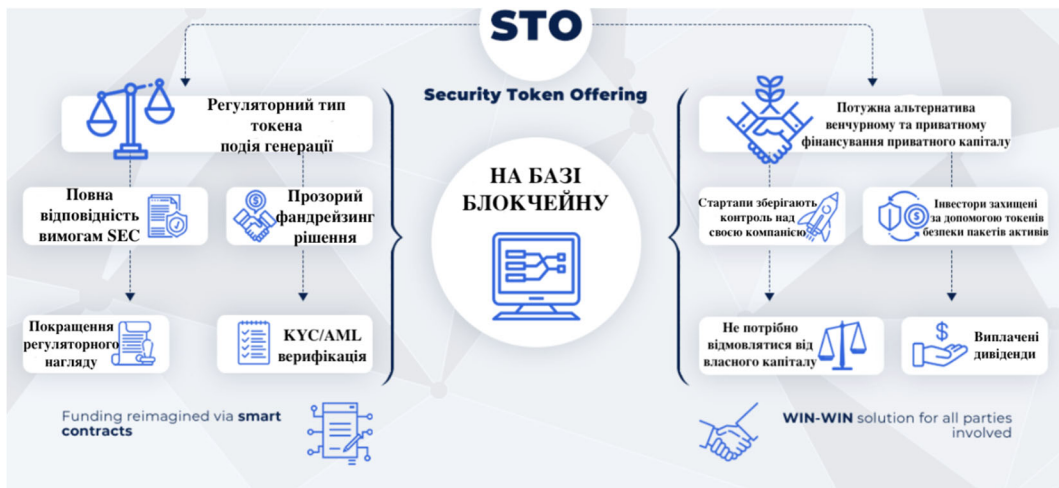 STO
Security Token Offering
Регуляторний тип
токена
подія генерації
Повна
відповідність
вимогам SEC
Прозорий
фандрейзинг
рішення
Покращення
регуляторного
нагляду
KYC/AML
верифікація
Funding reimagined via smart
contracts
НА БАЗІ
БЛОКЧЕЙНУ
Потужна альтернатива
венчурному та приватному
фінансування приватного капіталу
Стартапи зберігають
контроль над
своєю компанією
Інвестори захищені
за допомогою токенів
безпеки пакетів активів
Не потрібно
відмовлятися від
власного капіталу
Виплачені
дивіденди
WIN-WIN solution for all parties
involved